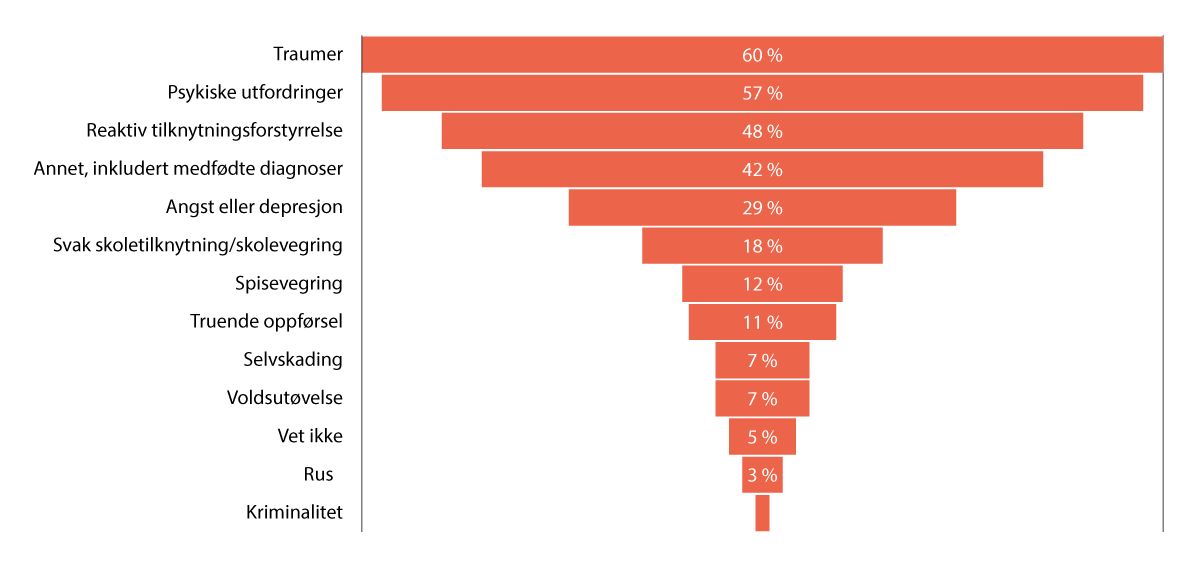 Traumer 60 %
Psykiske utfordringer 57 %
Reaktiv tilknytningsforstyrrelse 48 %
Annet, inkludert medfødte diagnoser 42 %
Angst eller depresjon 29 %
Svak skoletilknytning/skolevegring 18 %
Spisevegring 12 %
Truende oppførsel 11 %
Selvskading 7 %
Voldsutøvelse 7 %
Vet ikke 5 %
Rus 3 %
Kriminalitet